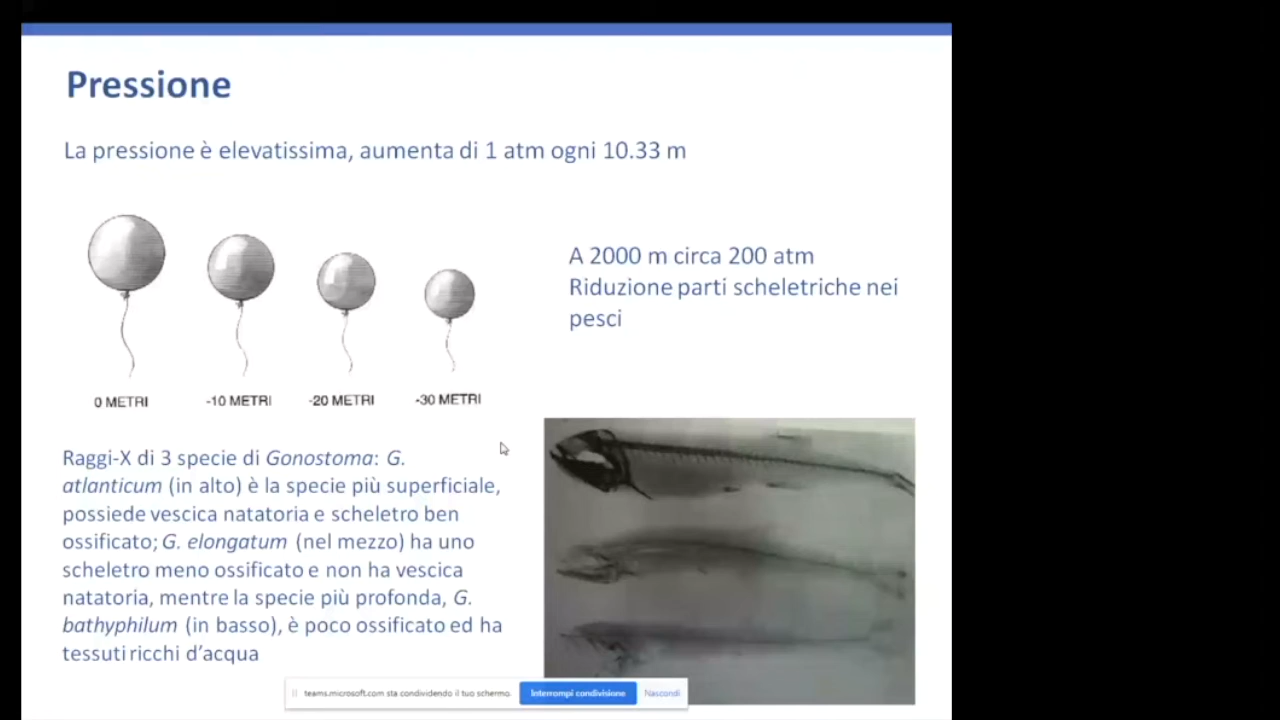 Pressione
La pressione è elevatissima, aumenta di 1 atm ogni 10.33 m
A 2000 m circa 200 atm
Riduzione parti scheletriche nei
pesci
0 METRI
-10 METRI
-20 METRI
-30 METRI
Raggi-X di 3 specie di Gonostoma: G.
atlanticum (in alto) è la specie più superficiale,
possiede vescica natatoria e scheletro ben
ossificato; G. elongatum (nel mezzo) ha uno
scheletro meno ossificato e non ha vescica
natatoria, mentre la specie più profonda, G.
bathyphilum (in basso), è poco ossificato ed ha
tessuti ricchi d'acqua
teams.microsoft.com sta condividendo il tuo schermo.
Interrompi condivisione
Nascondi